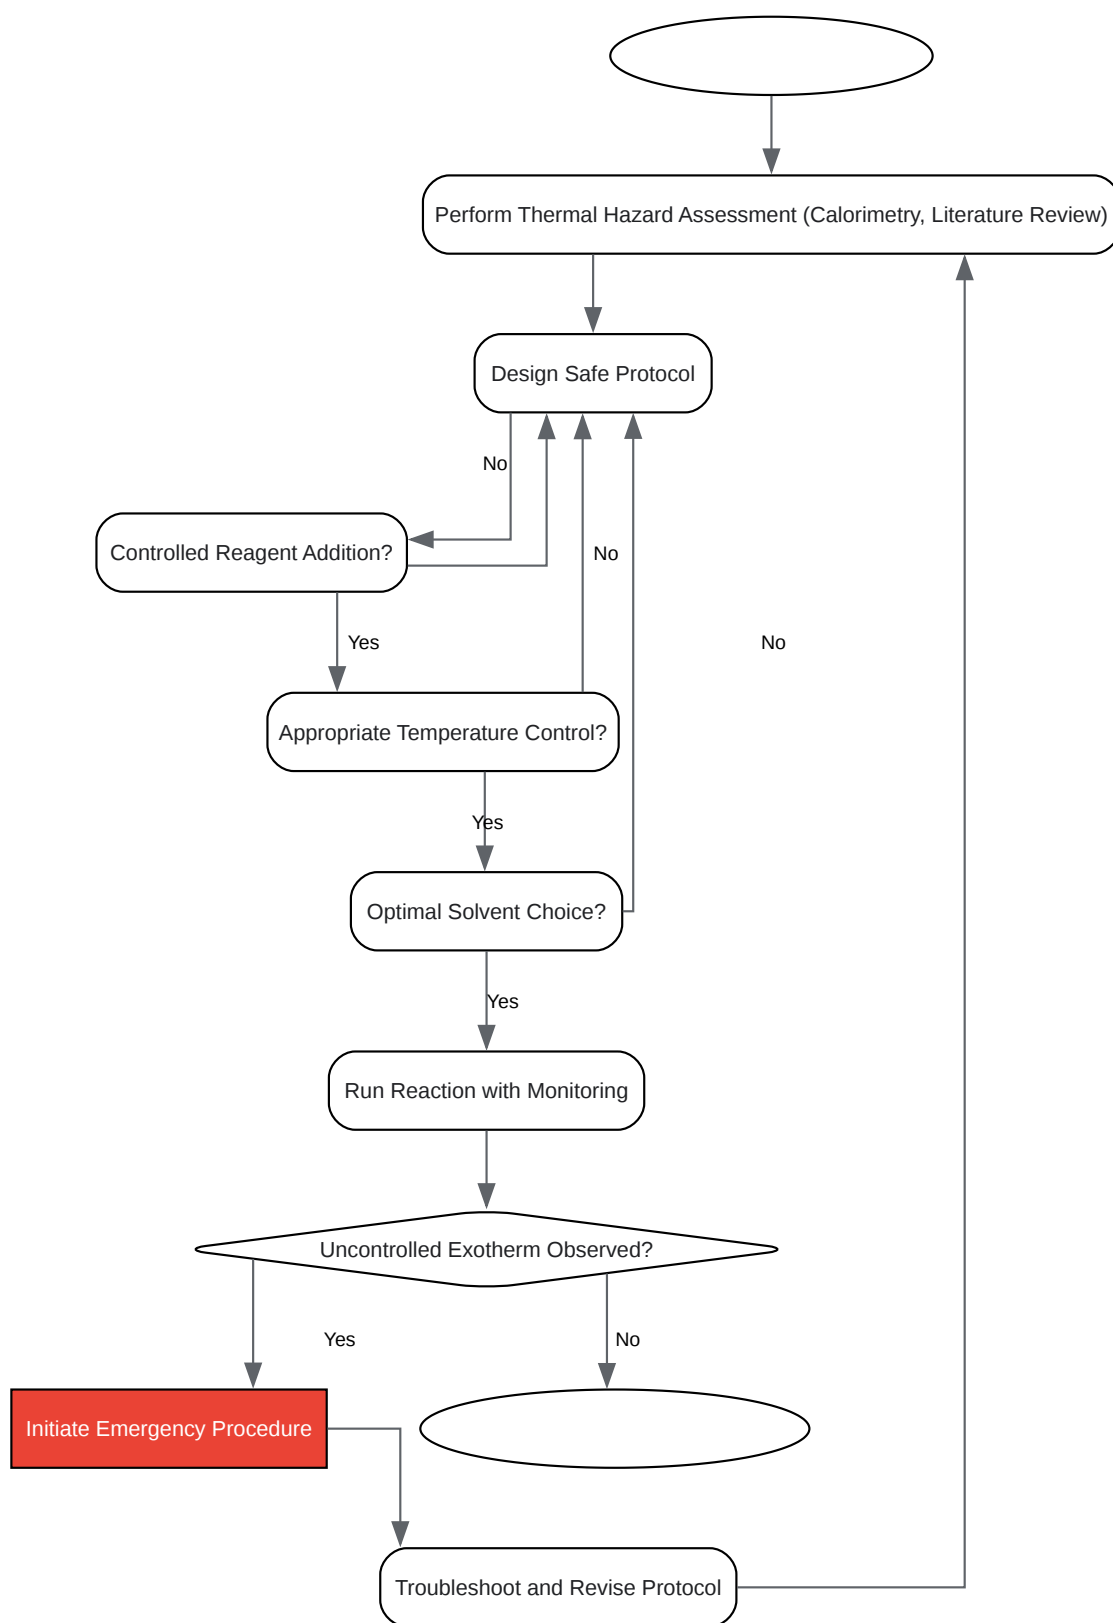 Perform Thermal Hazard Assessment (Calorimetry, Literature Review)
Design Safe Protocol
No
Controlled Reagent Addition?
No
Yes
No
Appropriate Temperature Control?
Yes
Optimal Solvent Choice?
Yes
Run Reaction with Monitoring
Uncontrolled Exotherm Observed?
Yes
No
Initiate Emergency Procedure
Troubleshoot and Revise Protocol